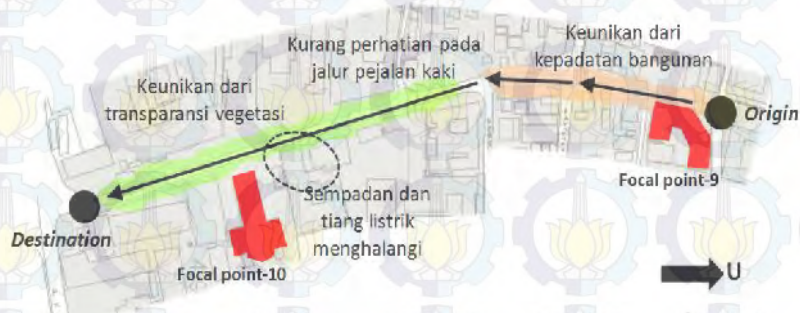 Keunikan dari
transparansi vegetasi
Kurang perhatian pada
jalur pejalan kaki
Keunikan dari
kepadatan bangunan
Origin
Focal point-9
Sempadan dan
tiang listrik
menghalangi
Destination
Focal point-10
U